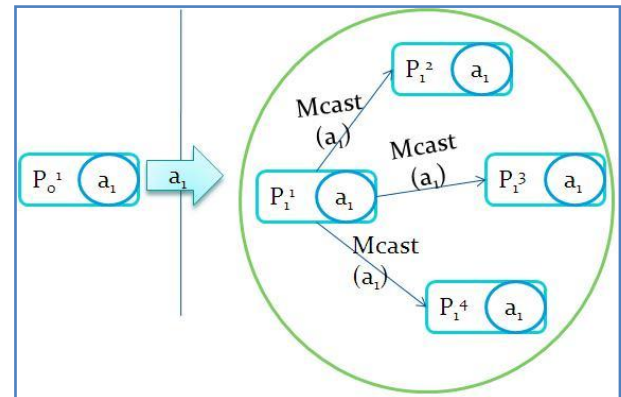 P₁² a₁
Mcast
(a₁)
Mcast
(a₁)
P₀¹ a₁
a₁
P₁¹ a₁
P₁³ a₁
Mcast
(a₁)
P₁⁴ a₁